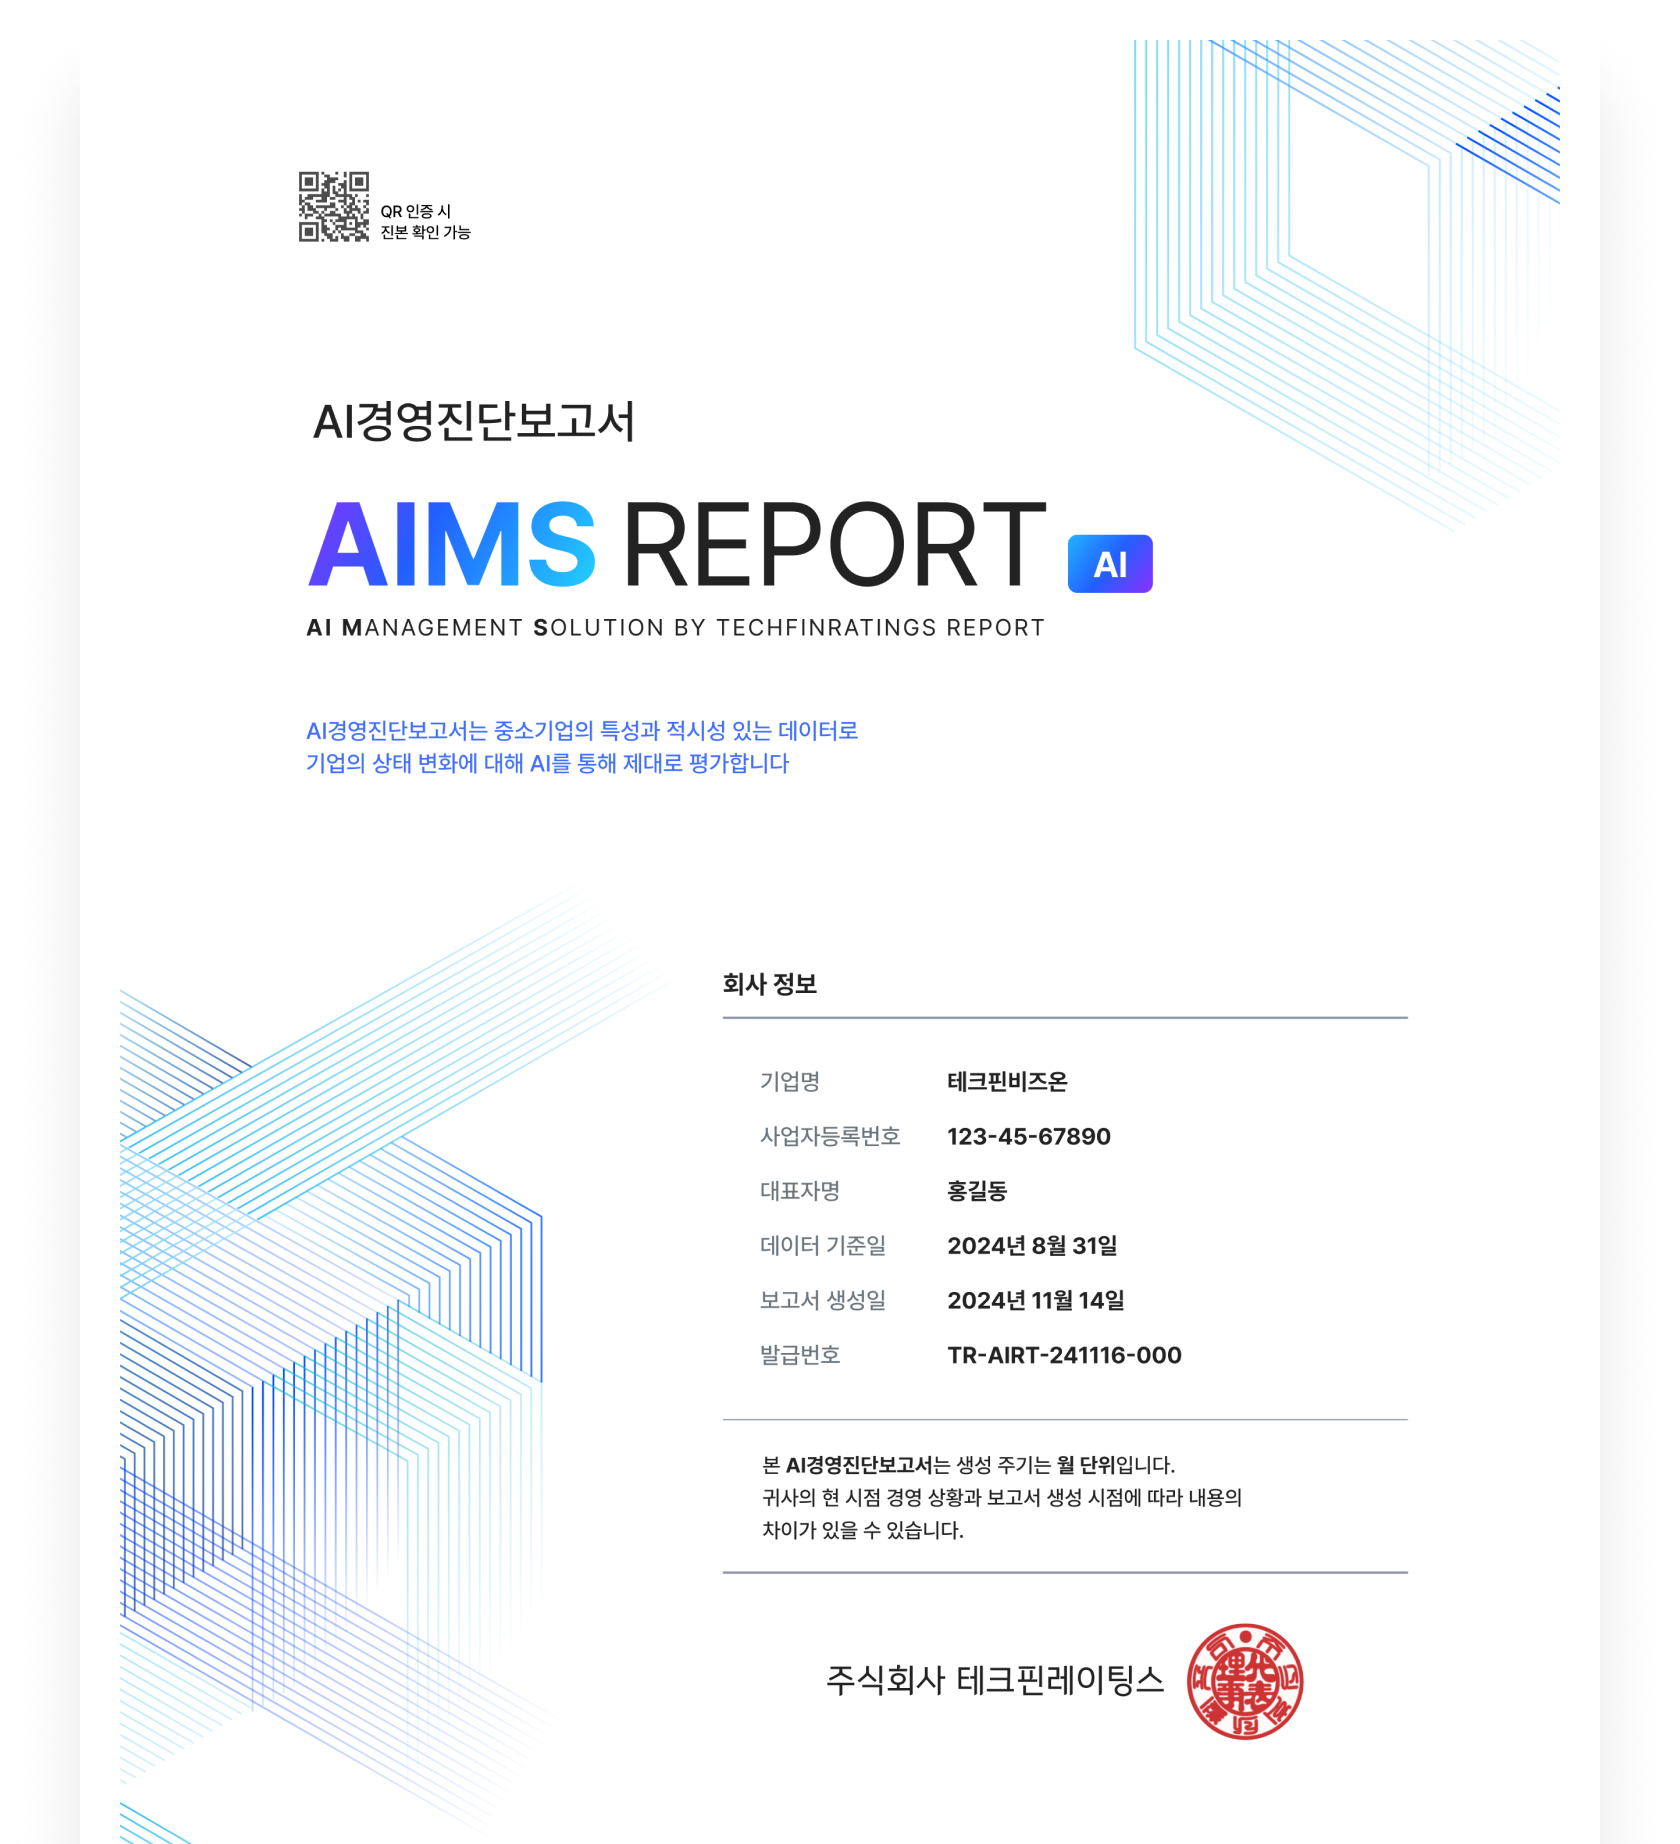 QR 인증 시
진본 확인 가능
AI경영진단보고서
AIMS REPORT AI
AI MANAGEMENT SOLUTION BY TECHFINRATINGS REPORT
AI경영진단보고서는 중소기업의 특성과 적시성 있는 데이터로
기업의 상태 변화에 대해 AI를 통해 제대로 평가합니다
회사 정보
기업명 테크핀비즈온
사업자등록번호 123-45-67890
대표자명 홍길동
데이터 기준일 2024년 8월 31일
보고서 생성일 2024년 11월 14일
발급번호 TR-AIRT-241116-000
본 AI경영진단보고서는 생성 주기는 월 단위입니다.
귀사의 현 시점 경영 상황과 보고서 생성 시점에 따라 내용의
차이가 있을 수 있습니다.
주식회사 테크핀레이팅스